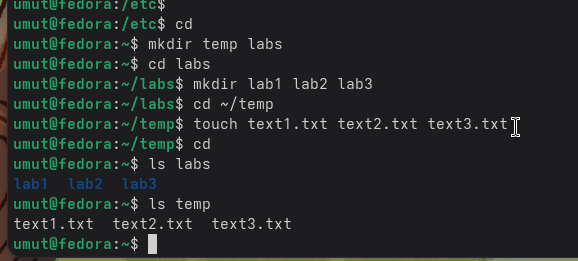 umut@fedora:/etc$
umut@fedora:/etc$ cd
umut@fedora:~$ mkdir temp labs
umut@fedora:~$ cd labs
umut@fedora:~/labs$ mkdir lab1 lab2 lab3
umut@fedora:~/labs$ cd ~/temp
umut@fedora:~/temp$ touch text1.txt text2.txt text3.txt
umut@fedora:~/temp$ cd
umut@fedora:~$ ls labs
lab1  lab2  lab3
umut@fedora:~$ ls temp
text1.txt  text2.txt  text3.txt
umut@fedora:~$